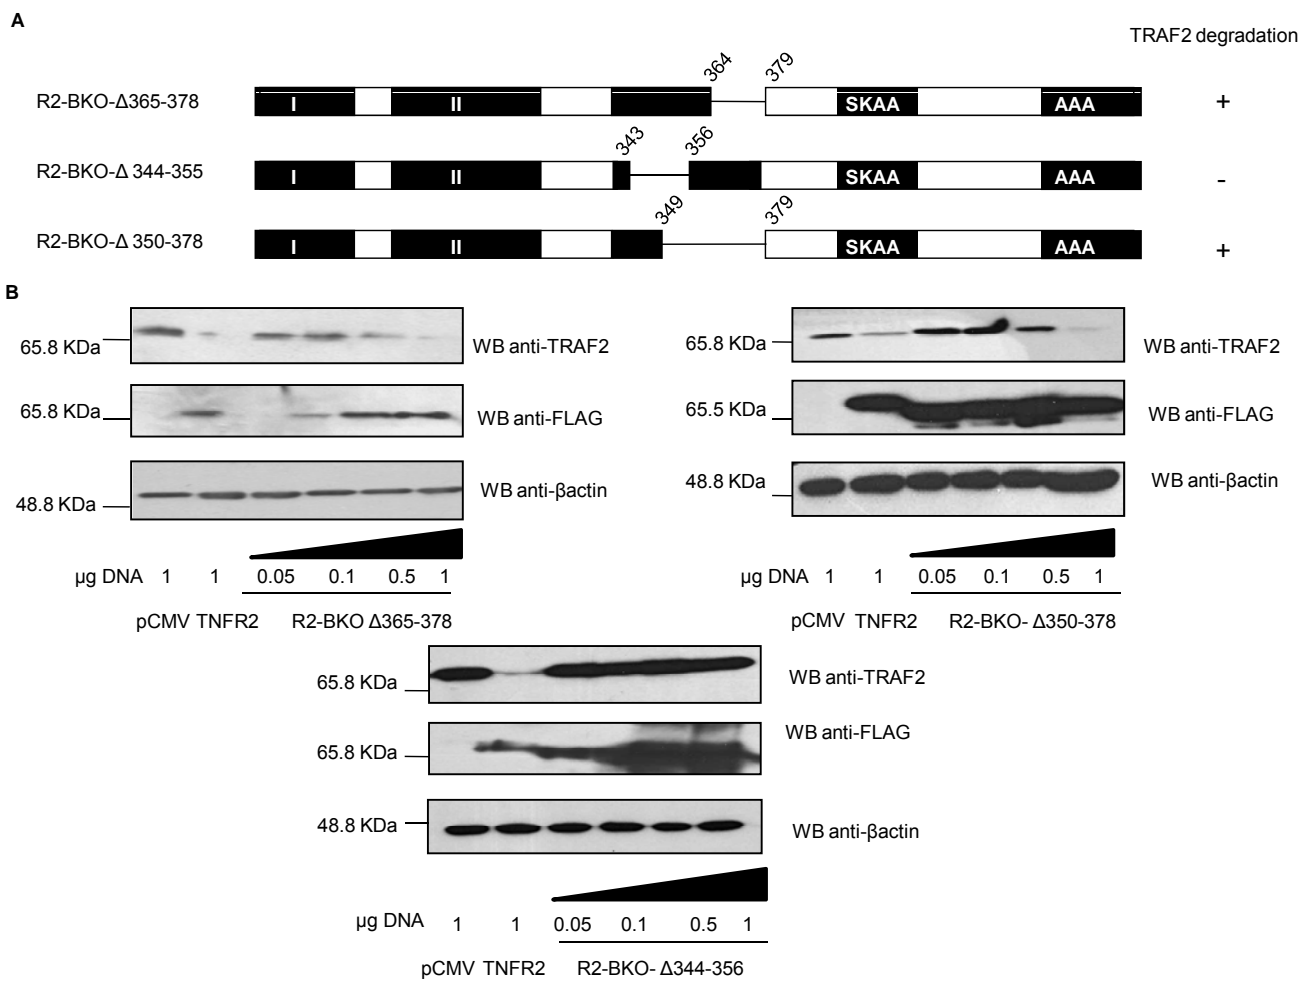 A
TRAF2 degradation
364
379
R2-BKO-Δ365-378 I II SKAA AAA +
343
356
R2-BKO-Δ 344-355 I II SKAA AAA -
349
379
R2-BKO-Δ 350-378 I II SKAA AAA +
B
65.8 KDa WB anti-TRAF2
65.8 KDa WB anti-FLAG
48.8 KDa WB anti-βactin
µg DNA 1 1 0.05 0.1 0.5 1
pCMV TNFR2 R2-BKO Δ365-378
65.8 KDa WB anti-TRAF2
65.5 KDa WB anti-FLAG
48.8 KDa WB anti-βactin
µg DNA 1 1 0.05 0.1 0.5 1
pCMV TNFR2 R2-BKO- Δ350-378
65.8 KDa WB anti-TRAF2
65.8 KDa WB anti-FLAG
48.8 KDa WB anti-βactin
µg DNA 1 1 0.05 0.1 0.5 1
pCMV TNFR2 R2-BKO- Δ344-356